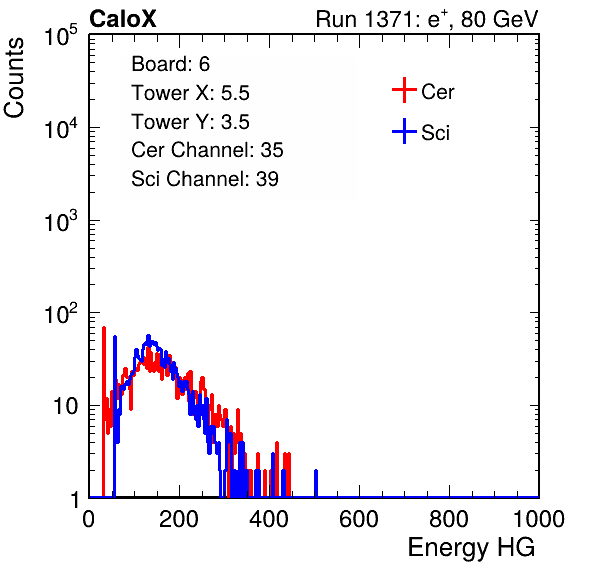 CaloX Run 1371: e⁺, 80 GeV
Counts
10⁵
10⁴
10³
10²
10
1
Board: 6
Tower X: 5.5
Tower Y: 3.5
Cer Channel: 35
Sci Channel: 39
Cer
Sci
0 200 400 600 800 1000
Energy HG